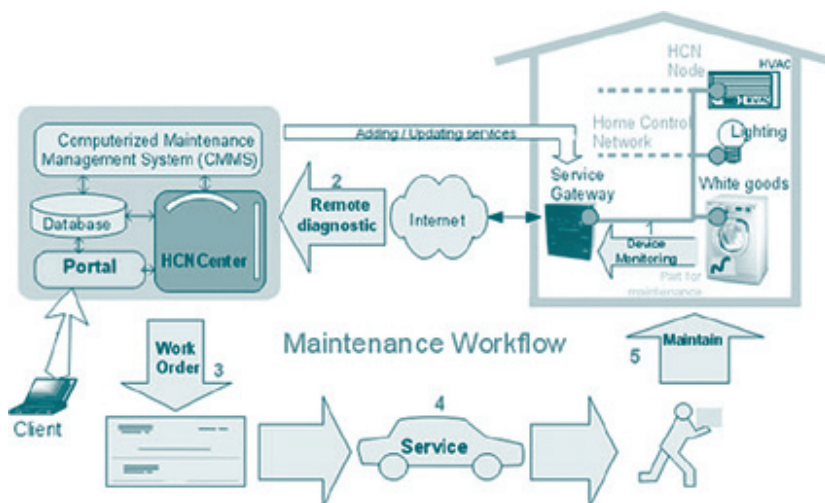 HCN
Node
HVAC
Computerized Maintenance
Management System (CMMS)
Adding / Updating services
Home Control
Network
Lighting
Service
Gateway
White goods
2
Remote
diagnostic
Internet
Database
HCN Center
Portal
1
Device
Monitoring
Part for
maintenance
Work
Order
3
Maintenance Workflow
5
Maintain
4
Service
Client